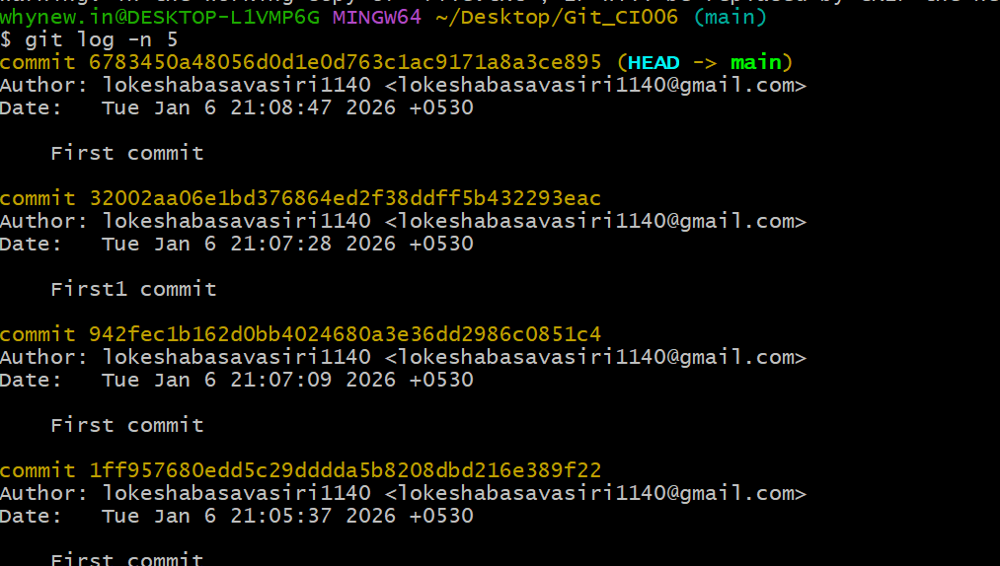 whynew.in@DESKTOP-L1VMP6G MINGW64 ~/Desktop/Git_CI006 (main)
$ git log -n 5
commit 6783450a48056d0d1e0d763c1ac9171a8a3ce895 (HEAD -> main)
Author: lokeshabasavasiri1140 <lokeshabasavasiri1140@gmail.com>
Date:   Tue Jan 6 21:08:47 2026 +0530
    First commit
commit 32002aa06e1bd376864ed2f38ddff5b432293eac
Author: lokeshabasavasiri1140 <lokeshabasavasiri1140@gmail.com>
Date:   Tue Jan 6 21:07:28 2026 +0530
    First1 commit
commit 942fec1b162d0bb4024680a3e36dd2986c0851c4
Author: lokeshabasavasiri1140 <lokeshabasavasiri1140@gmail.com>
Date:   Tue Jan 6 21:07:09 2026 +0530
    First commit
commit 1ff957680edd5c29dddda5b8208dbd216e389f22
Author: lokeshabasavasiri1140 <lokeshabasavasiri1140@gmail.com>
Date:   Tue Jan 6 21:05:37 2026 +0530
    First commit